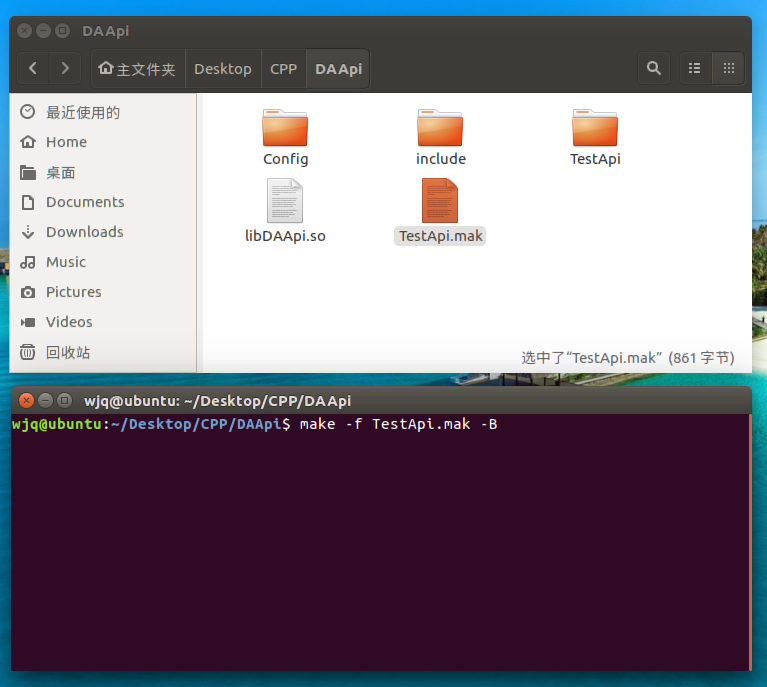 DAApi
主文件夹 Desktop CPP DAApi
最近使用的
Home
桌面
Documents
Downloads
Music
Pictures
Videos
回收站
Config include TestApi
libDAApi.so TestApi.mak
选中了“TestApi.mak” (861 字节)
wjq@ubuntu: ~/Desktop/CPP/DAApi
wjq@ubuntu:~/Desktop/CPP/DAApi$ make -f TestApi.mak -B